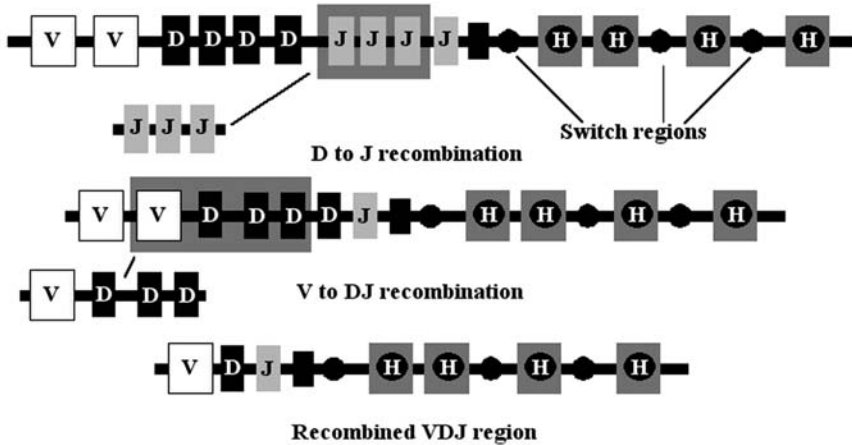 V V D D D D J J J J H H H H
Switch regions
J J J
D to J recombination
V V D D D D J H H H H
V D D D
V to DJ recombination
V D J H H H H
Recombined VDJ region